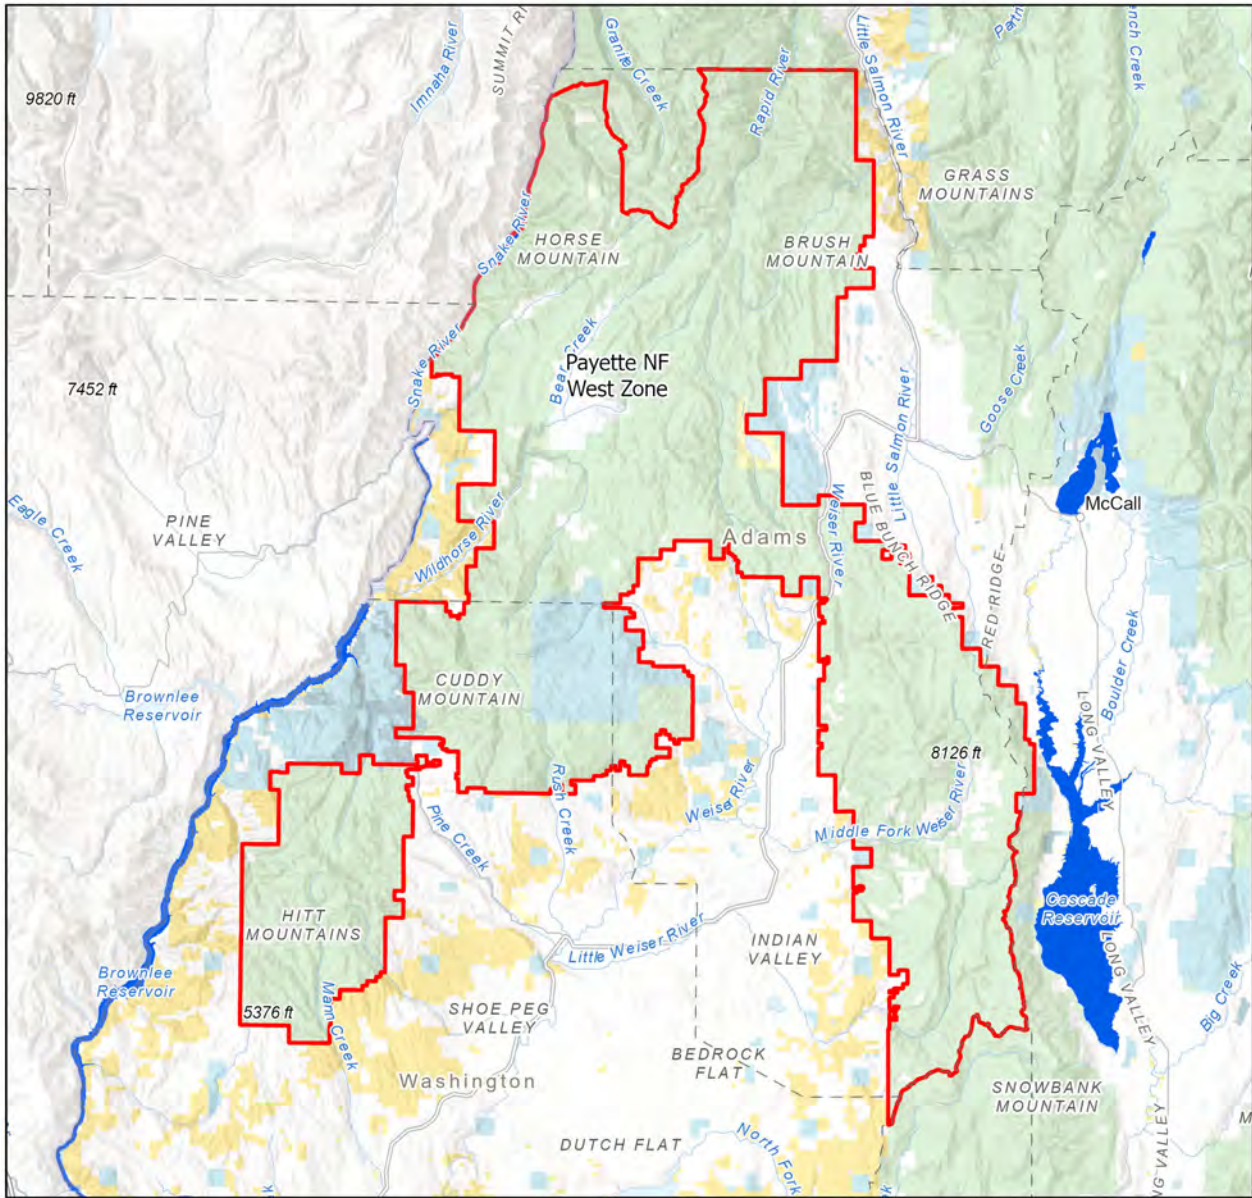 Imnaha River
SUMMIT RI
Granite Creek
Rapid River
Little Salmon River
Partn
nch Creek
9820 ft
GRASS
MOUNTAINS
Snake River
HORSE
MOUNTAIN
BRUSH
MOUNTAIN
Snake River
Bear Creek
Payette NF
West Zone
7452 ft
Little Salmon River
Goose Creek
Eagle Creek
PINE
VALLEY
Wildhorse River
Adams
Weiser River
BLUE BUNCH RIDGE
McCall
RED RIDGE
Boulder Creek
CUDDY
MOUNTAIN
Brownlee
Reservoir
LONG VALLEY
8126 ft
Rush Creek
Weiser River
Pine Creek
Middle Fork Weiser River
HITT
MOUNTAINS
Cascade
Reservoir
Little Weiser River
INDIAN
VALLEY
LONG VALLEY
Brownlee
Reservoir
Big Creek
5376 ft
Mann Creek
SHOE PEG
VALLEY
BEDROCK
FLAT
Washington
SNOWBANK
MOUNTAIN
DUTCH FLAT
North Fork
NG VALLEY
M